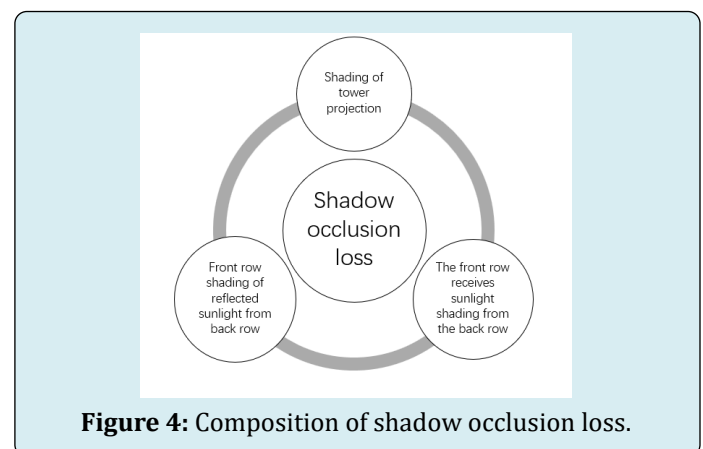 Shading of
tower
projection
Shadow
occlusion
loss
Front row
shading of
reflected
sunlight from
back row
The front row
receives
sunlight
shading from
the back row
Figure 4: Composition of shadow occlusion loss.